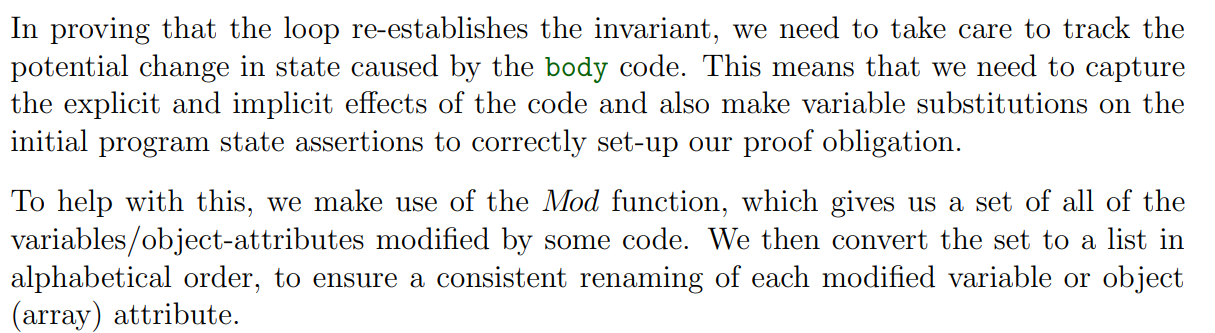 In proving that the loop re-establishes the invariant, we need to take care to track the
potential change in state caused by the body code. This means that we need to capture
the explicit and implicit effects of the code and also make variable substitutions on the
initial program state assertions to correctly set-up our proof obligation.
To help with this, we make use of the Mod function, which gives us a set of all of the
variables/object-attributes modified by some code. We then convert the set to a list in
alphabetical order, to ensure a consistent renaming of each modified variable or object
(array) attribute.